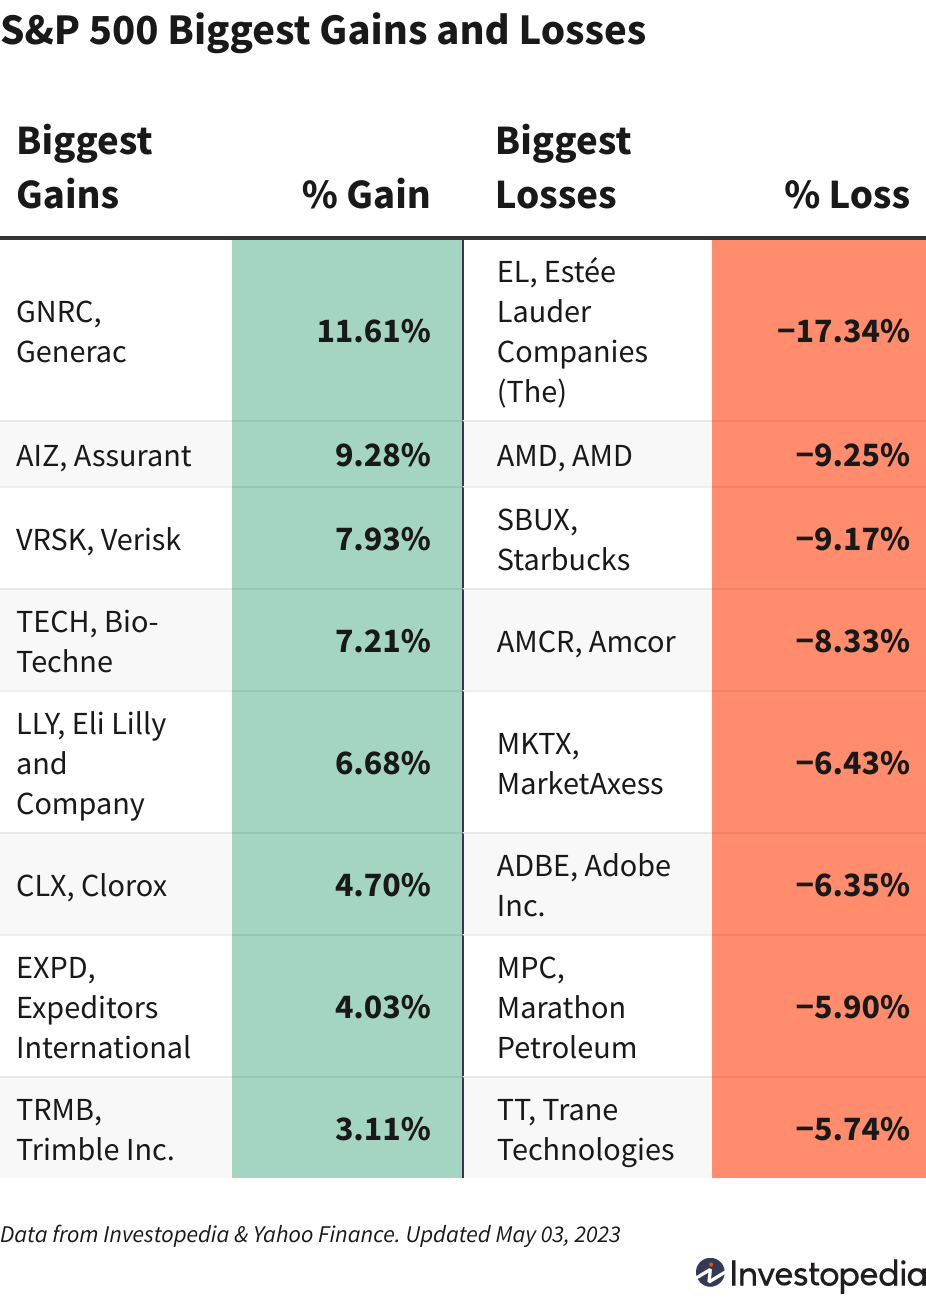 S&P 500 Biggest Gains and Losses
Biggest
Gains
% Gain
Biggest
Losses
% Loss
GNRC,
Generac
11.61%
EL, Estée
Lauder
Companies
(The)
−17.34%
AIZ, Assurant
9.28%
AMD, AMD
−9.25%
VRSK, Verisk
7.93%
SBUX,
Starbucks
−9.17%
TECH, Bio-
Techne
7.21%
AMCR, Amcor
−8.33%
LLY, Eli Lilly
and
Company
6.68%
MKTX,
MarketAxess
−6.43%
CLX, Clorox
4.70%
ADBE, Adobe
Inc.
−6.35%
EXPD,
Expeditors
International
4.03%
MPC,
Marathon
Petroleum
−5.90%
TRMB,
Trimble Inc.
3.11%
TT, Trane
Technologies
−5.74%
Data from Investopedia & Yahoo Finance. Updated May 03, 2023
Investopedia